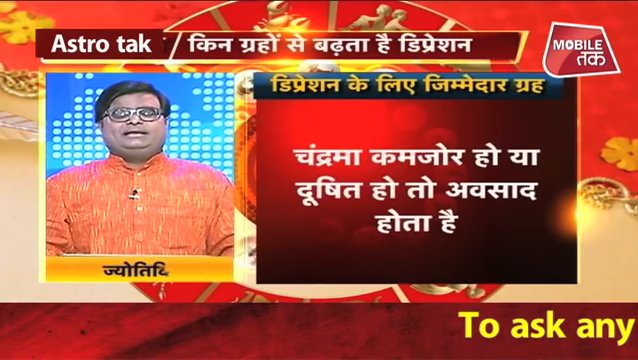 Astro tak
किन ग्रहों से बढ़ता है डिप्रेशन
MOBILE
तक
डिप्रेशन के लिए जिम्मेदार ग्रह
चंद्रमा कमजोर हो या
दूषित हो तो अवसाद
होता है
To ask any